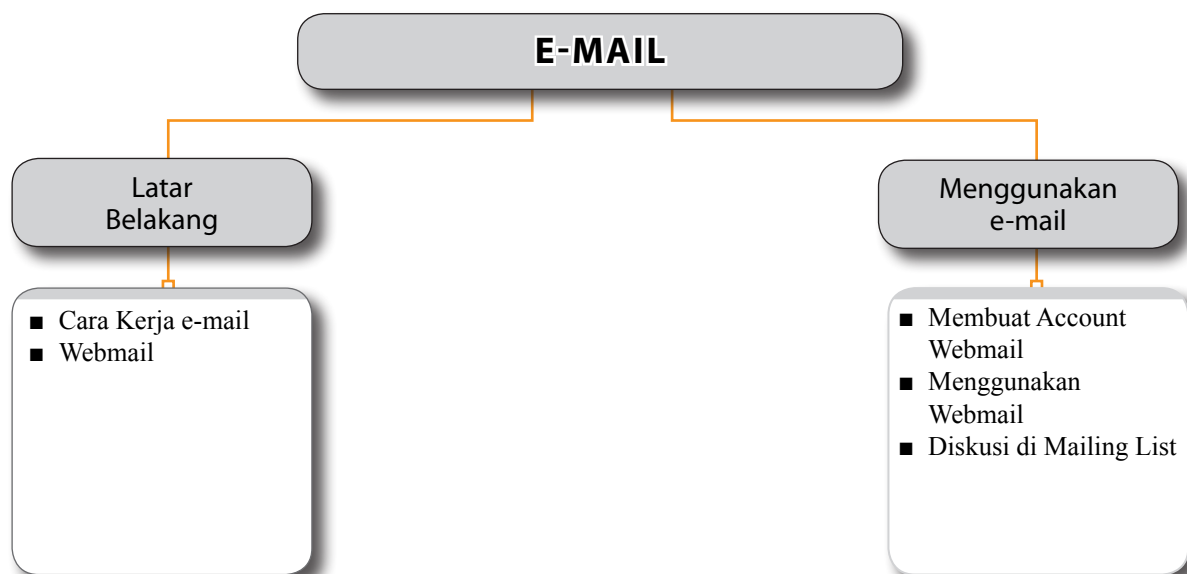 E-MAIL
Latar
Belakang
■ Cara Kerja e-mail
■ Webmail
Menggunakan
e-mail
■ Membuat Account
Webmail
■ Menggunakan
Webmail
■ Diskusi di Mailing List